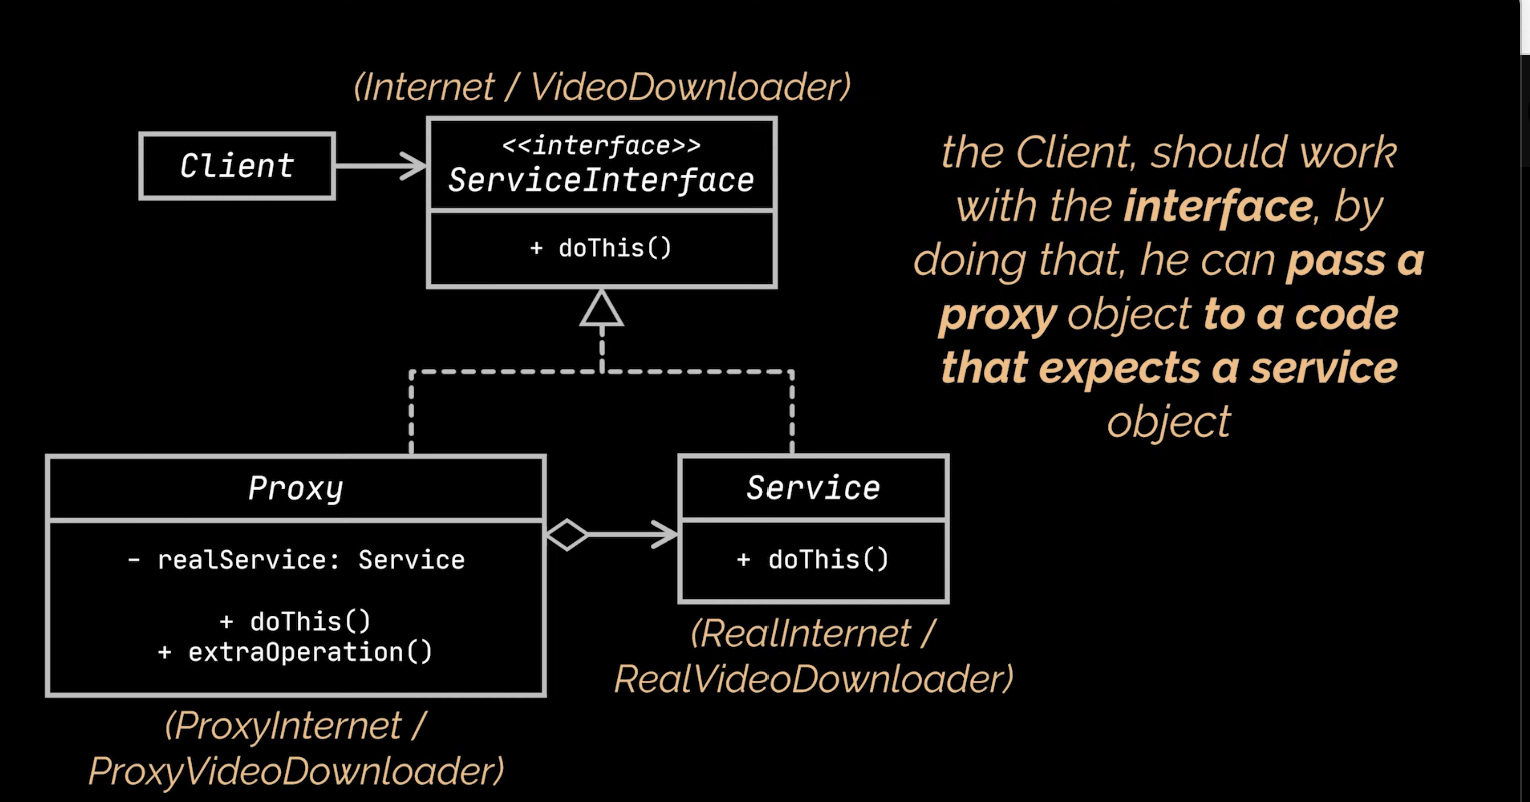 (Internet / VideoDownloader)
Client
<<interface>>
ServiceInterface
+ doThis()
the Client, should work
with the interface, by
doing that, he can pass a
proxy object to a code
that expects a service
object
Proxy
- realService: Service
+ doThis()
+ extraOperation()
(ProxyInternet /
ProxyVideoDownloader)
Service
+ doThis()
(RealInternet /
RealVideoDownloader)